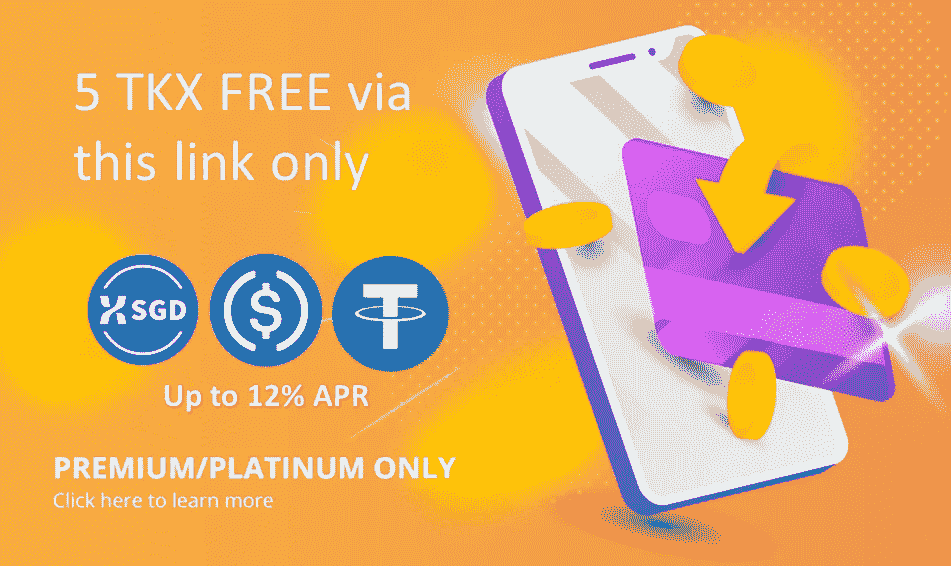 5 TKX FREE via
this link only
XSGD
Up to 12% APR
PREMIUM/PLATINUM ONLY
Click here to learn more